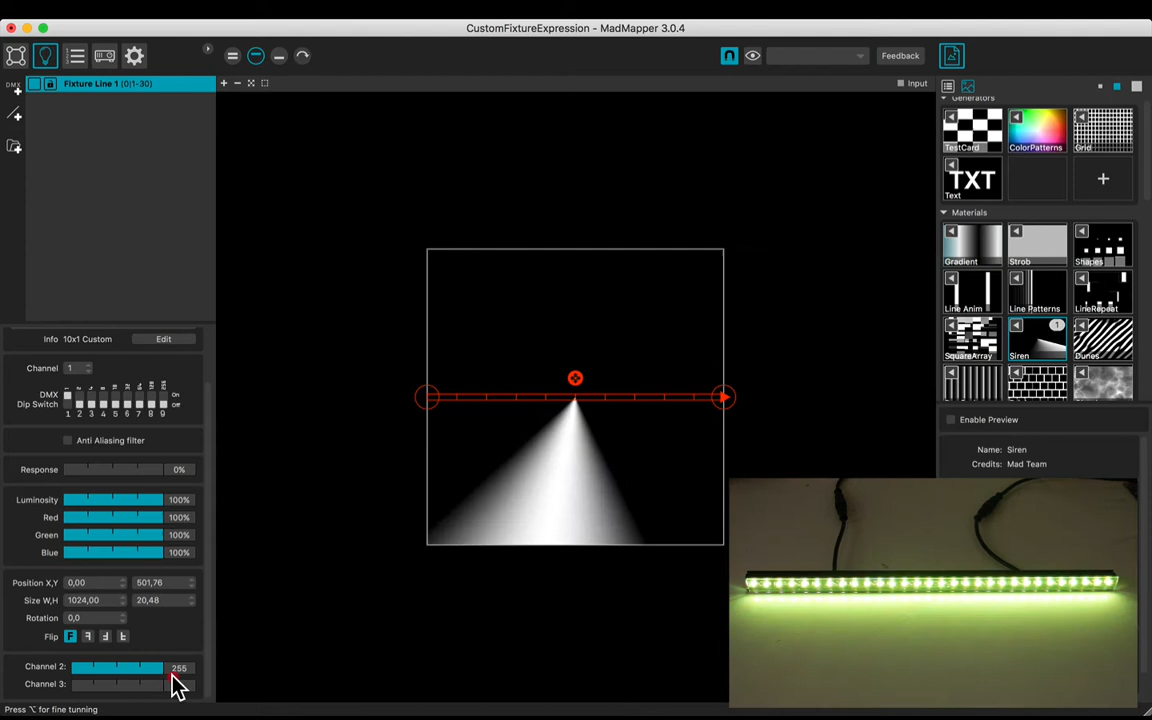 CustomFixtureExpression - MadMapper 3.0.4
Feedback
DMX
Fixture Line 1 (0|1-30)
Input
Generators
TestCard
ColorPatterns
Grid
TXT
Text
Materials
Gradient
Strob
Shapes
Line Anim
Line Patterns
LineRepeat
SquareArray
Siren
1
Dunes
Enable Preview
Name: Siren
Credits: Mad Team
Info 10x1 Custom Edit
Channel 1
DMX On
Dip Switch 1 2 3 4 5 6 7 8 9 Off
Anti Aliasing filter
Response 0%
Luminosity 100%
Red 100%
Green 100%
Blue 100%
Position X,Y 0,00 501,76
Size W,H 1024,00 20,48
Rotation 0,0
Flip F F F F
Channel 2: 255
Channel 3:
Press ⌥ for fine tunning